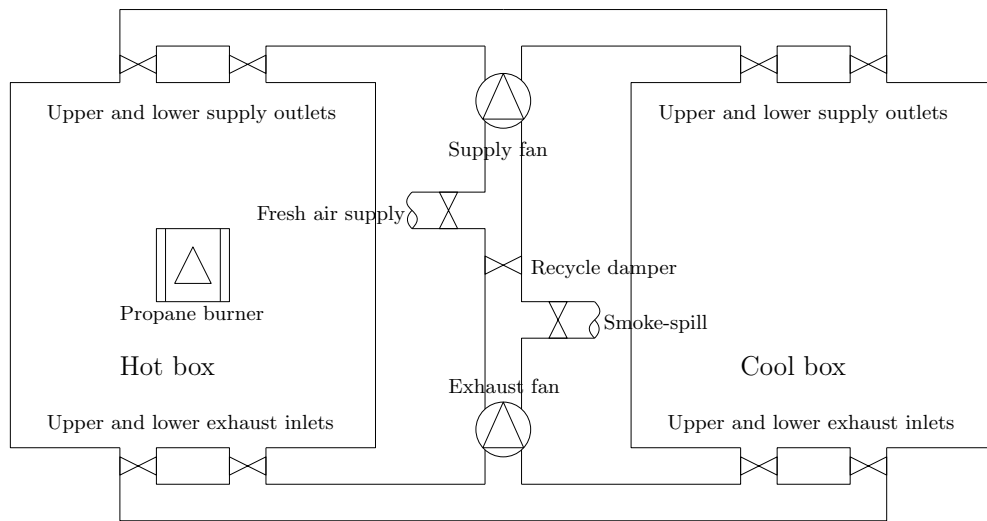 Upper and lower supply outlets
Upper and lower supply outlets
Supply fan
Fresh air supply
Recycle damper
Propane burner
Smoke-spill
Hot box
Cool box
Exhaust fan
Upper and lower exhaust inlets
Upper and lower exhaust inlets